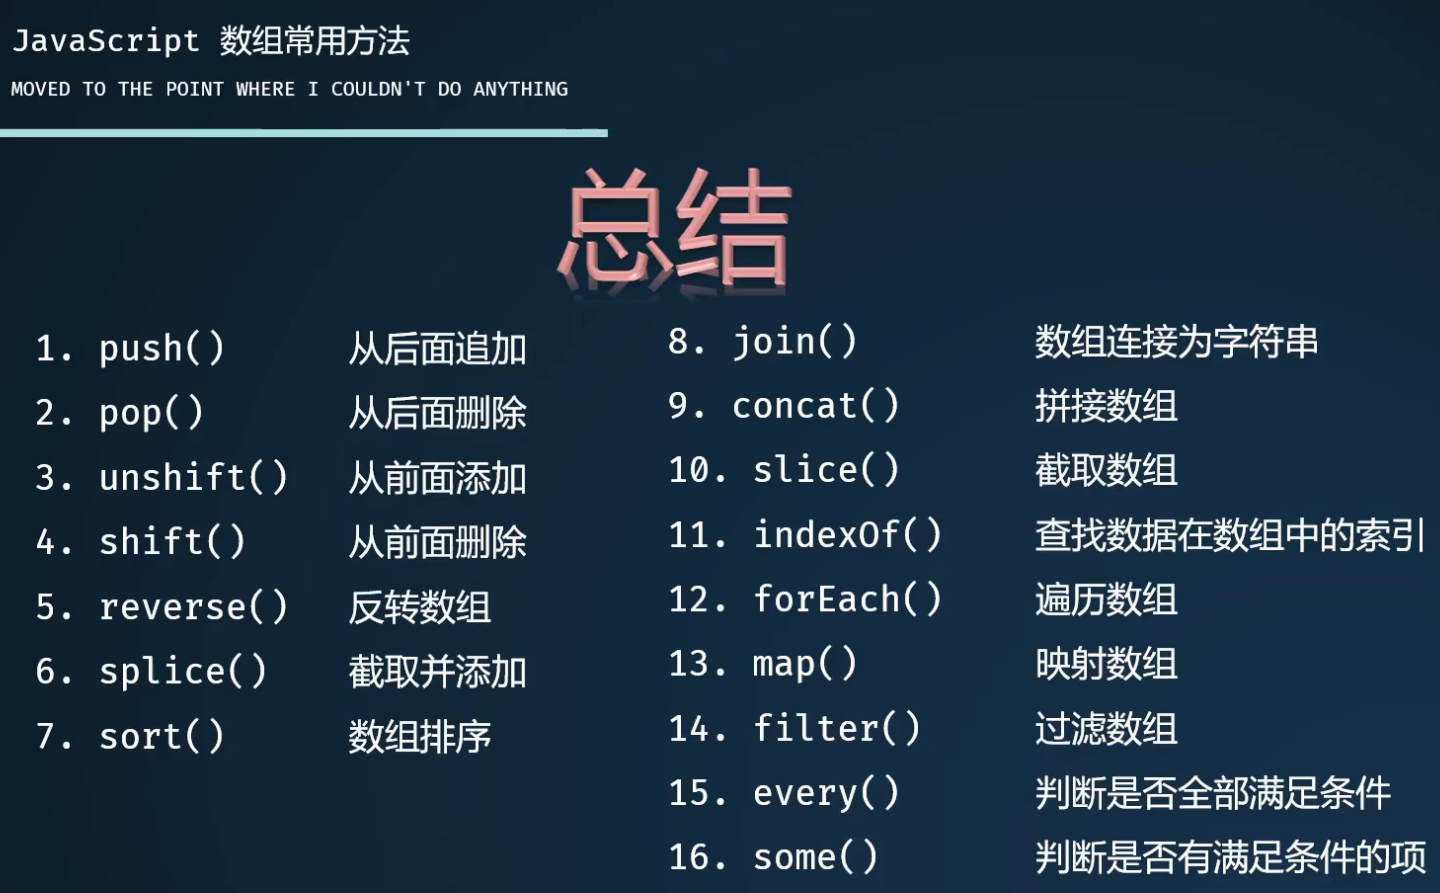 JavaScript 数组常用方法
MOVED TO THE POINT WHERE I COULDN'T DO ANYTHING
总结
1. push() 从后面追加
2. pop() 从后面删除
3. unshift() 从前面添加
4. shift() 从前面删除
5. reverse() 反转数组
6. splice() 截取并添加
7. sort() 数组排序
8. join() 数组连接为字符串
9. concat() 拼接数组
10. slice() 截取数组
11. indexOf() 查找数据在数组中的索引
12. forEach() 遍历数组
13. map() 映射数组
14. filter() 过滤数组
15. every() 判断是否全部满足条件
16. some() 判断是否有满足条件的项